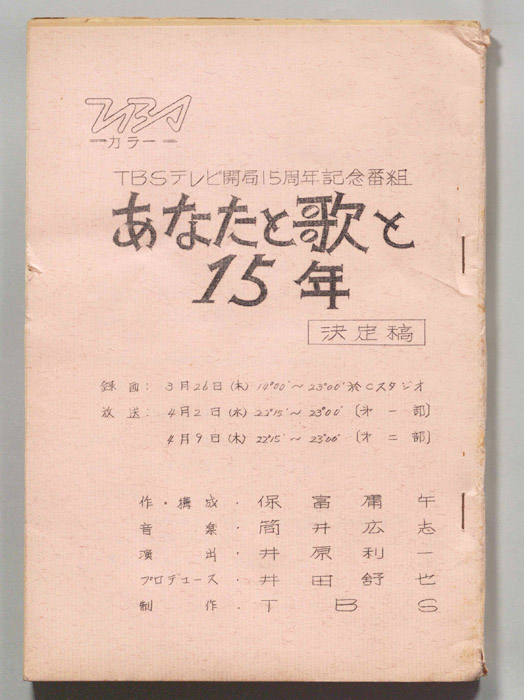 TBS
カラー
TBSテレビ開局15周年記念番組
あなたと歌と
15年
決定稿
録画: 3月26日(木) 10°00'~23°00' 於Cスタジオ
放送: 4月2日(木) 22°15'~23°00' 〔才一部〕
4月9日(木) 22°15'~23°00' 〔才二部〕
作・構成・保富庸午
音楽・筒井広志
演出・井原利一
プロデュース・井田舒也
制作・TBS